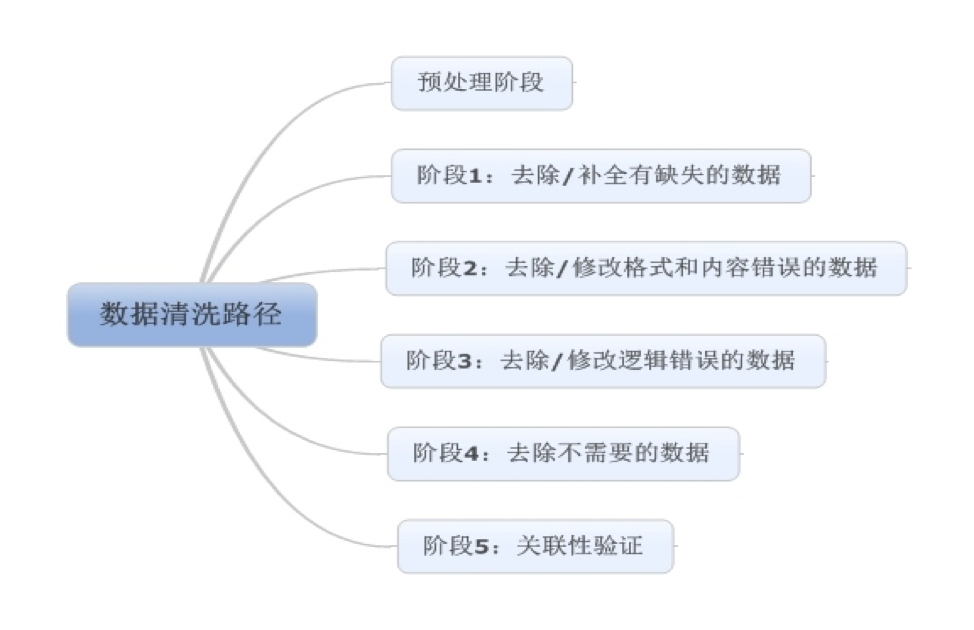 预处理阶段
阶段1：去除/补全有缺失的数据
阶段2：去除/修改格式和内容错误的数据
数据清洗路径
阶段3：去除/修改逻辑错误的数据
阶段4：去除不需要的数据
阶段5：关联性验证